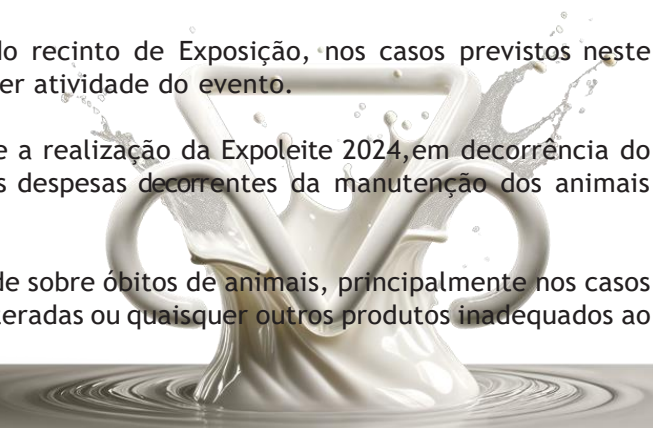 do recinto de Exposição, nos casos previstos neste
er atividade do evento.
e a realização da Expoleite 2024,em decorrência do
s despesas decorrentes da manutenção dos animais
de sobre óbitos de animais, principalmente nos casos
eradas ou quaisquer outros produtos inadequados ao